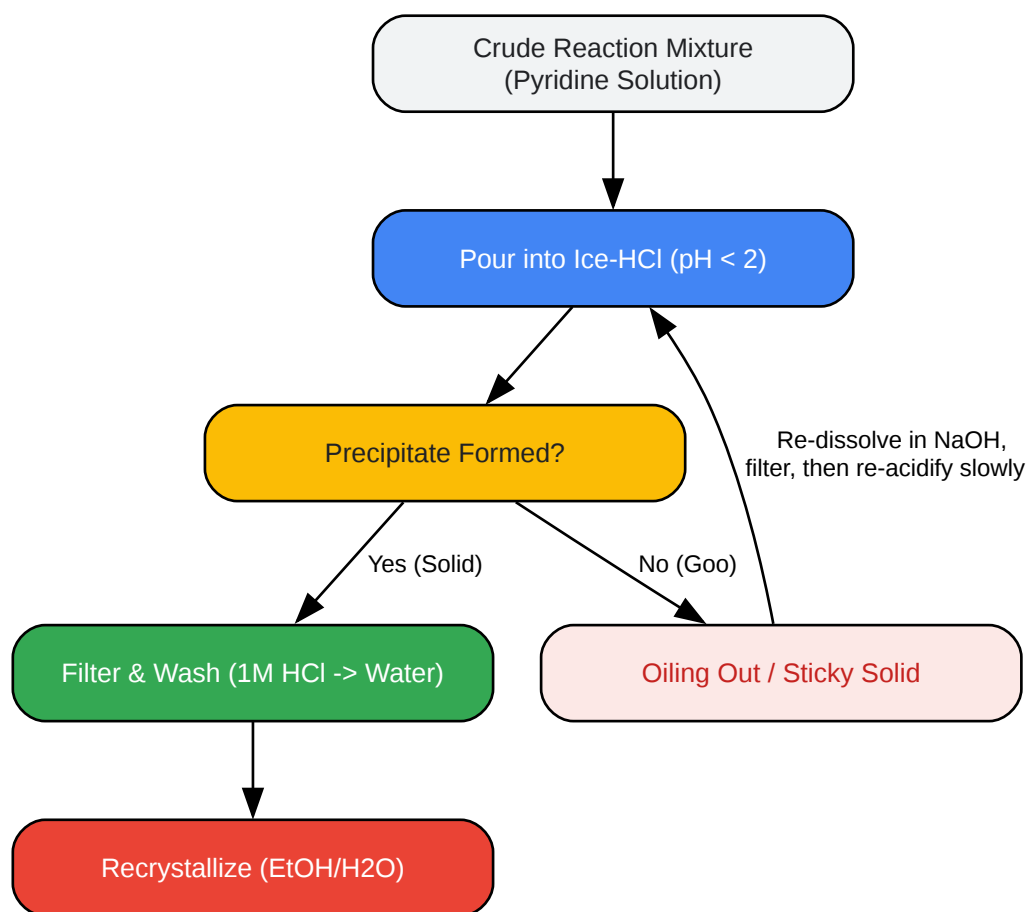 Crude Reaction Mixture
(Pyridine Solution)
Pour into Ice-HCl (pH < 2)
Precipitate Formed?
Re-dissolve in NaOH,
filter, then re-acidify slowly
Yes (Solid)
No (Goo)
Filter & Wash (1M HCl -> Water)
Oiling Out / Sticky Solid
Recrystallize (EtOH/H2O)